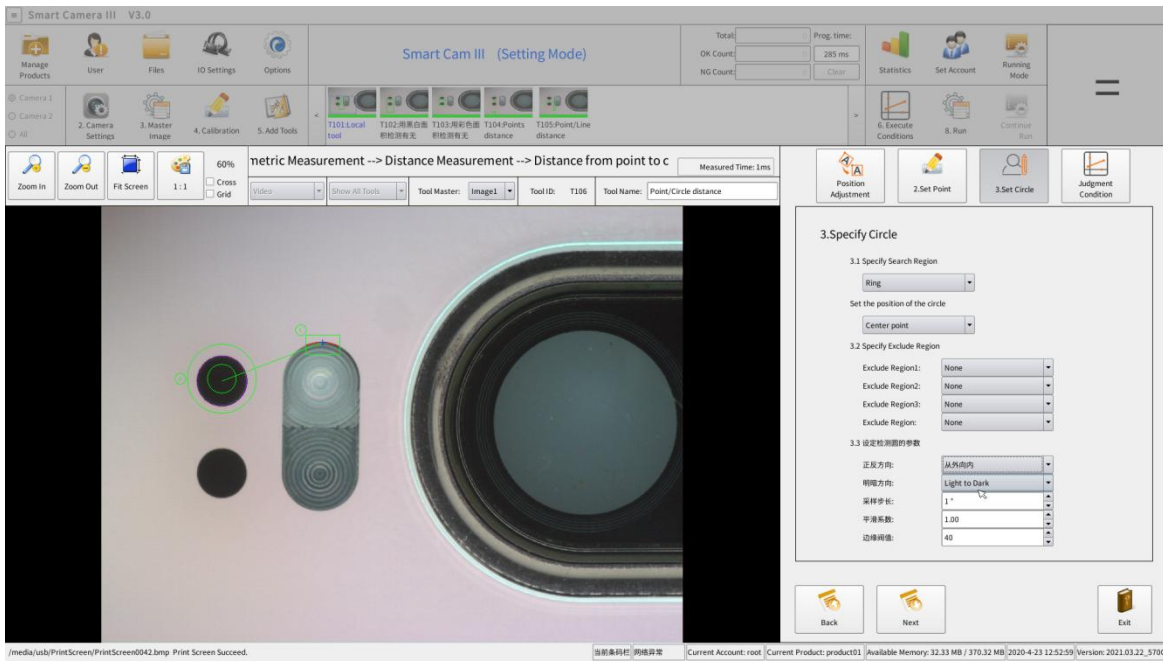 Smart Camera III V3.0
Manage Products
User
Files
IO Settings
Options
Smart Cam III (Setting Mode)
Total: 0
OK Count: 0
NG Count: 0
Prog. time:
285 ms
Clear
Statistics
Set Account
Running Mode
Camera 1
Camera 2
All
2. Camera Settings
3. Master Image
4. Calibration
5. Add Tools
<
T101:Local tool
T102:用黑白面积检测有无
T103:用彩色面积检测有无
T104:Points distance
T105:Point/Line distance
>
6. Execute Conditions
8. Run
Continue Run
Zoom In
Zoom Out
Fit Screen
1 : 1
60%
Cross
Grid
metric Measurement --> Distance Measurement --> Distance from point to c
Measured Time: 1ms
Video
Show All Tools
Tool Master: Image1
Tool ID: T106
Tool Name: Point/Circle distance
Position Adjustment
2.Set Point
3.Set Circle
Judgment Condition
3.Specify Circle
3.1 Specify Search Region
Ring
Set the position of the circle
Center point
3.2 Specify Exclude Region
Exclude Region1: None
Exclude Region2: None
Exclude Region3: None
Exclude Region: None
3.3 设定检测圆的参数
正反方向: 从外向内
明暗方向: Light to Dark
采样步长: 1 °
平滑系数: 1.00
边缘阀值: 40
Back
Next
Exit
/media/usb/PrintScreen/PrintScreen0042.bmp Print Screen Succeed.
当前条码栏
网络异常
Current Account: root
Current Product: product01
Available Memory: 32.33 MB / 370.32 MB
2020-4-23 12:52:59
Version: 2021.03.22_570